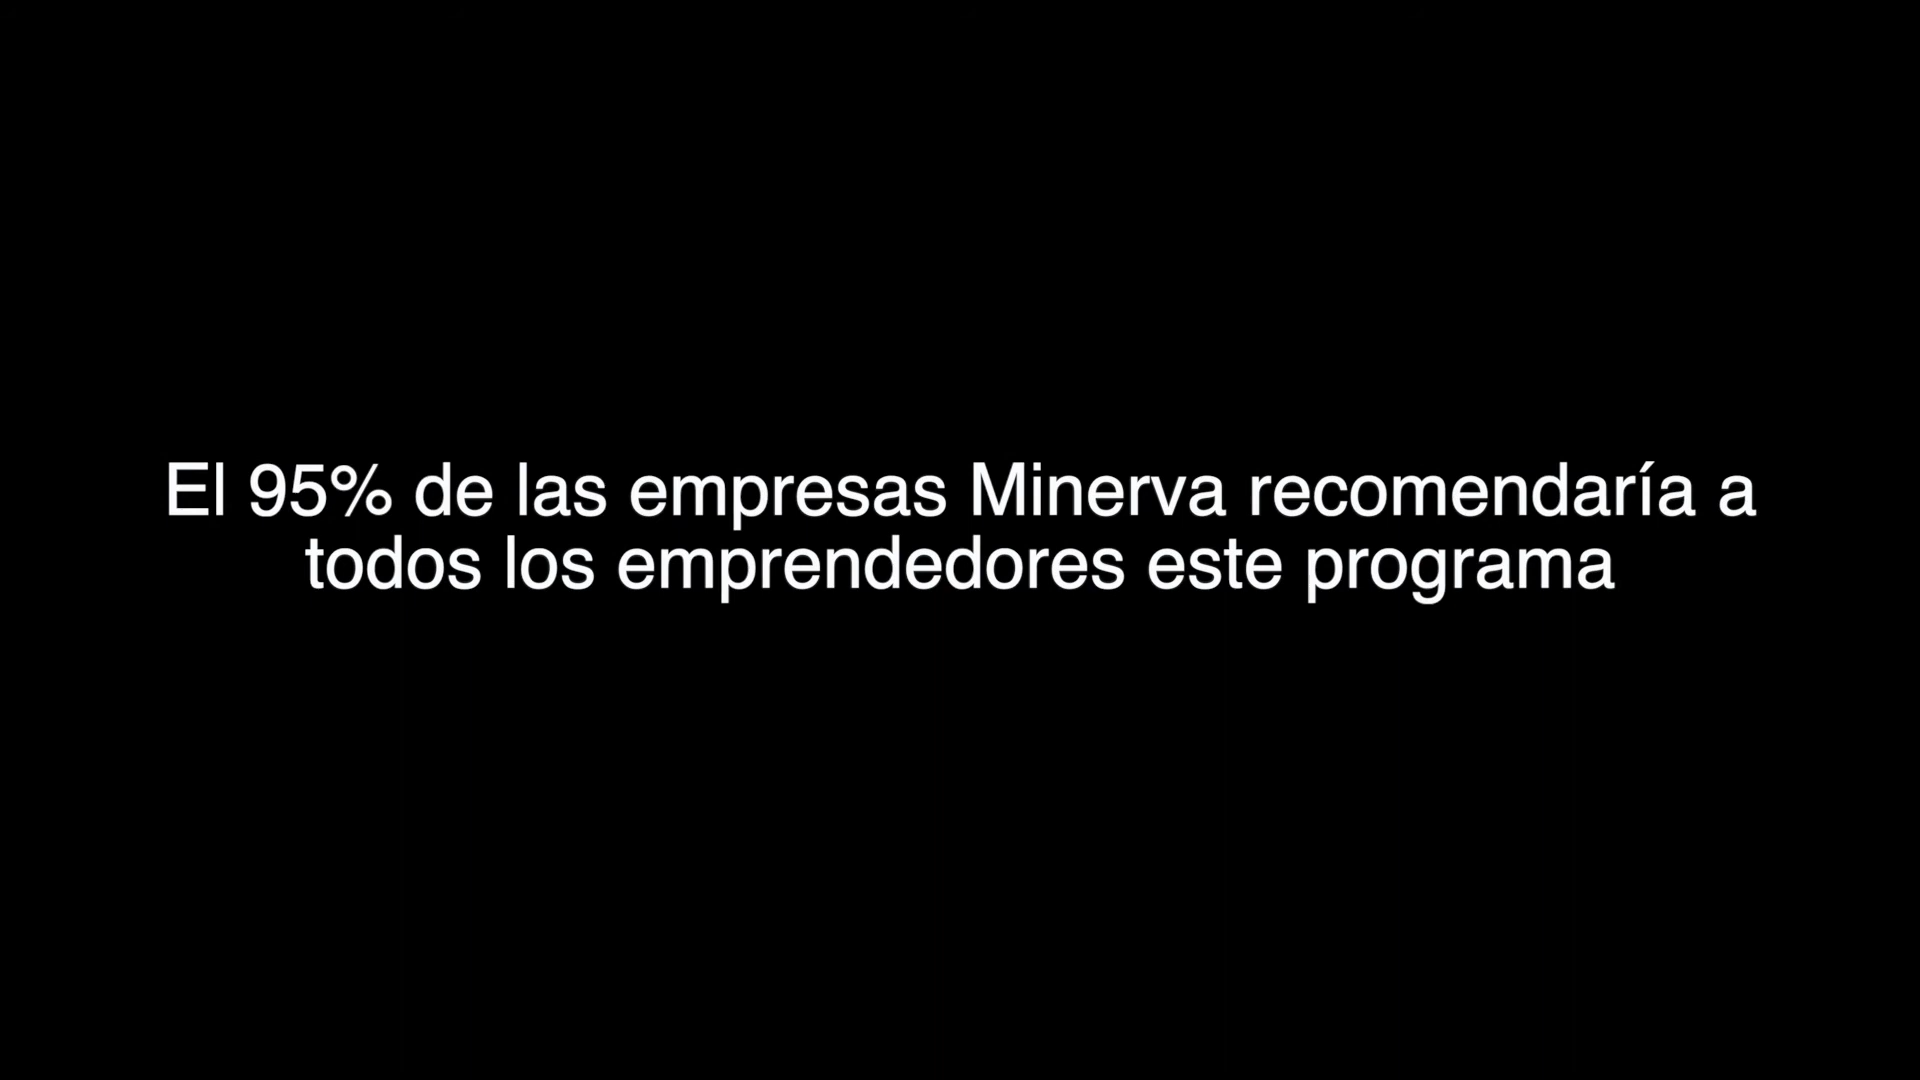 El 95% de las empresas Minerva recomendaría a
todos los emprendedores este programa